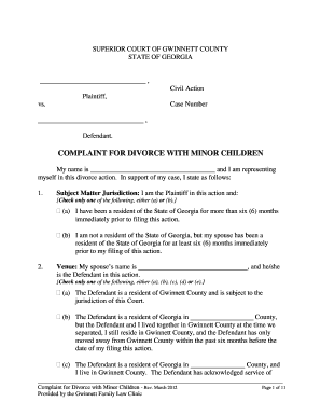 SUPERIOR COURT OF GWINNETT COUNTY
STATE OF GEORGIA
,
Plaintiff,
Civil Action
vs.
Case Number
,
Defendant.
COMPLAINT FOR DIVORCE WITH MINOR CHILDREN
My name is and I am representing
myself in this divorce action. In support of my case, I state as follows:
1. Subject Matter Jurisdiction: I am the Plaintiff in this action and:
[Check only one of the following, either (a) or (b).]
(a) I have been a resident of the State of Georgia for more than six (6) months
prior to filing this action.
(b) I am not a resident of the State of Georgia, but my spouse has been a
resident of the State of Georgia for at least six (6) months immediately
prior to my filing of this action.
2. Venue: My spouse's name is , and he/she
is the Defendant in this action.
[Check only one of the following, either (a), (b), (c), (d) or (e).]
(a) The Defendant is a resident of Gwinnett County and is subject to the
jurisdiction of this Court.
(b) The Defendant is a resident of Georgia in County,
but the Defendant and I lived together in Gwinnett County at the time we
separated, I still reside in Gwinnett County, and the Defendant has only
moved away from Gwinnett County within the past six months before the
date of my filing of this action.
(c) The Defendant is a resident of Georgia in County, and
I live in Gwinnett County. The Defendant has acknowledged service of
Complaint for Divorce with Minor Children - Rev. March 2012 Page 1 of 11
Provided by the Gwinnett Family Law Clinic